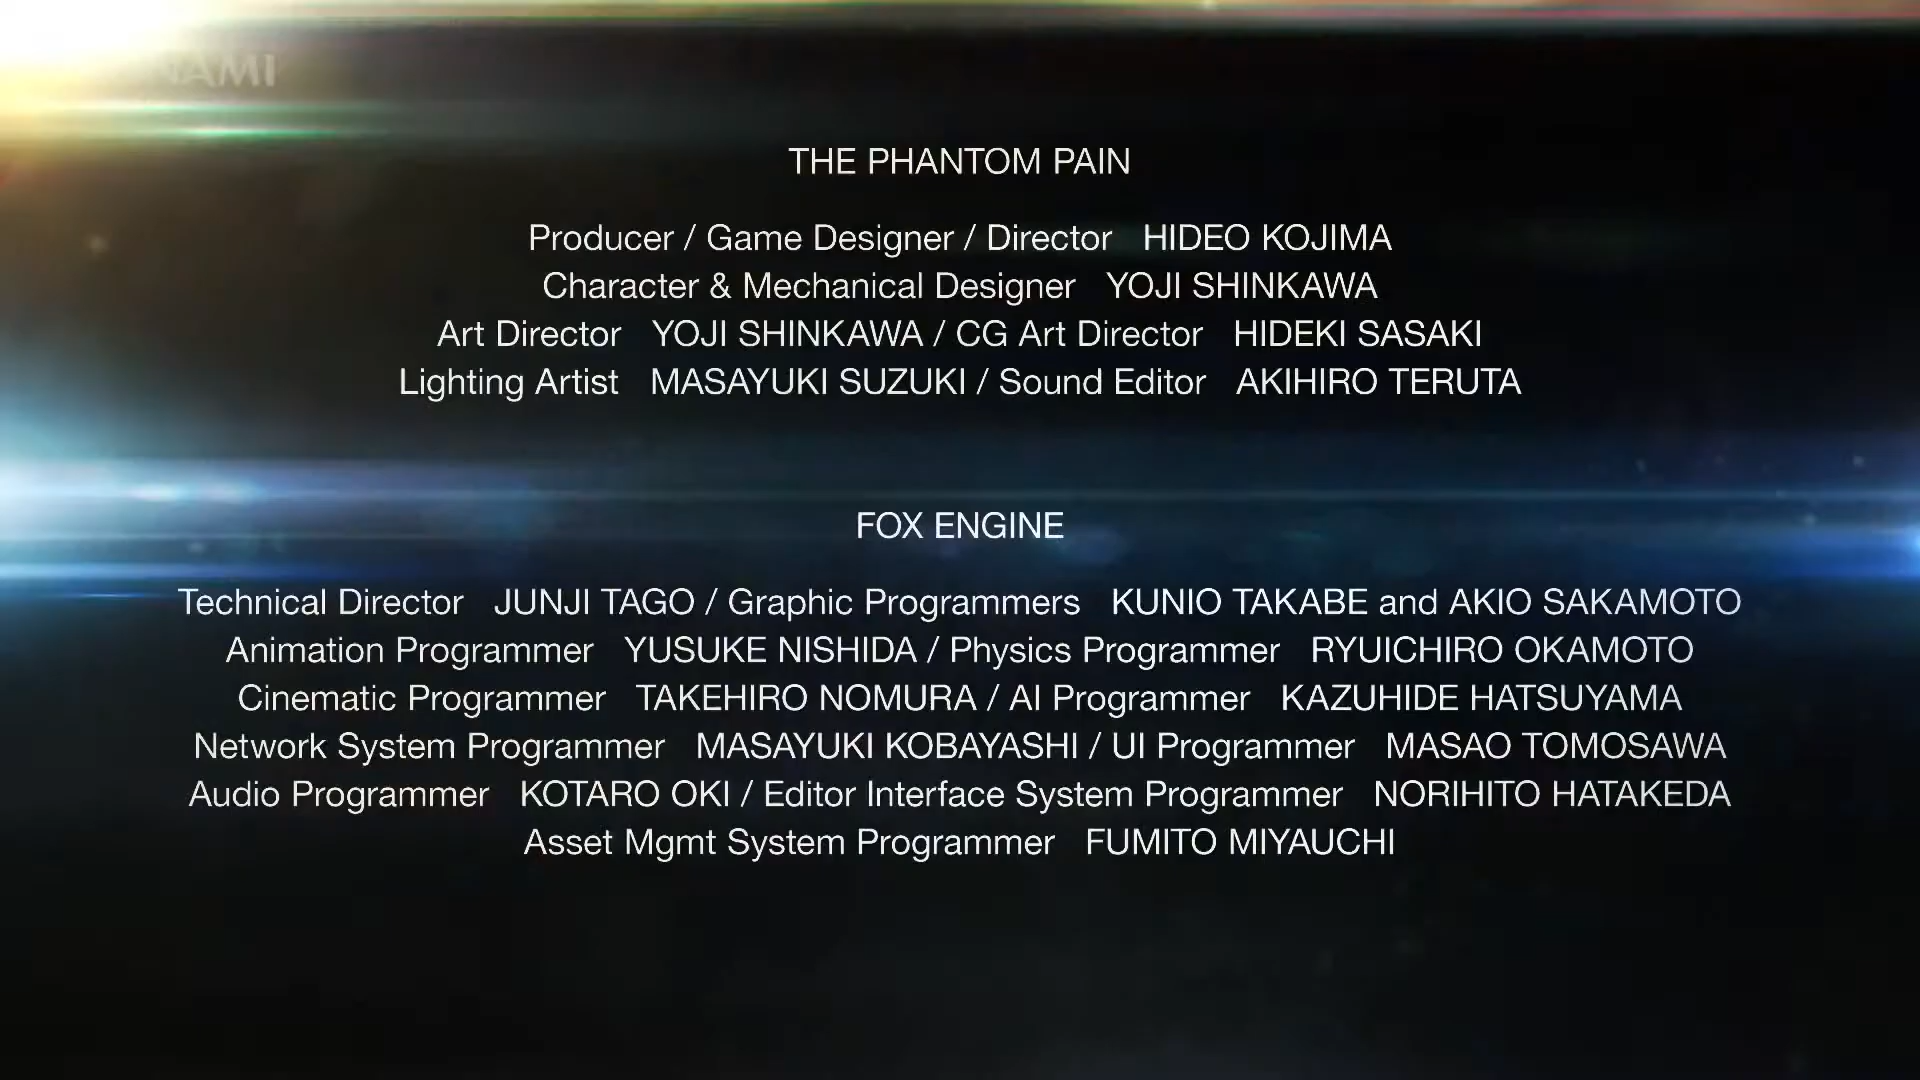 NAMI
THE PHANTOM PAIN
Producer / Game Designer / Director HIDEO KOJIMA
Character & Mechanical Designer YOJI SHINKAWA
Art Director YOJI SHINKAWA / CG Art Director HIDEKI SASAKI
Lighting Artist MASAYUKI SUZUKI / Sound Editor AKIHIRO TERUTA
FOX ENGINE
Technical Director JUNJI TAGO / Graphic Programmers KUNIO TAKABE and AKIO SAKAMOTO
Animation Programmer YUSUKE NISHIDA / Physics Programmer RYUICHIRO OKAMOTO
Cinematic Programmer TAKEHIRO NOMURA / AI Programmer KAZUHIDE HATSUYAMA
Network System Programmer MASAYUKI KOBAYASHI / UI Programmer MASAO TOMOSAWA
Audio Programmer KOTARO OKI / Editor Interface System Programmer NORIHITO HATAKEDA
Asset Mgmt System Programmer FUMITO MIYAUCHI